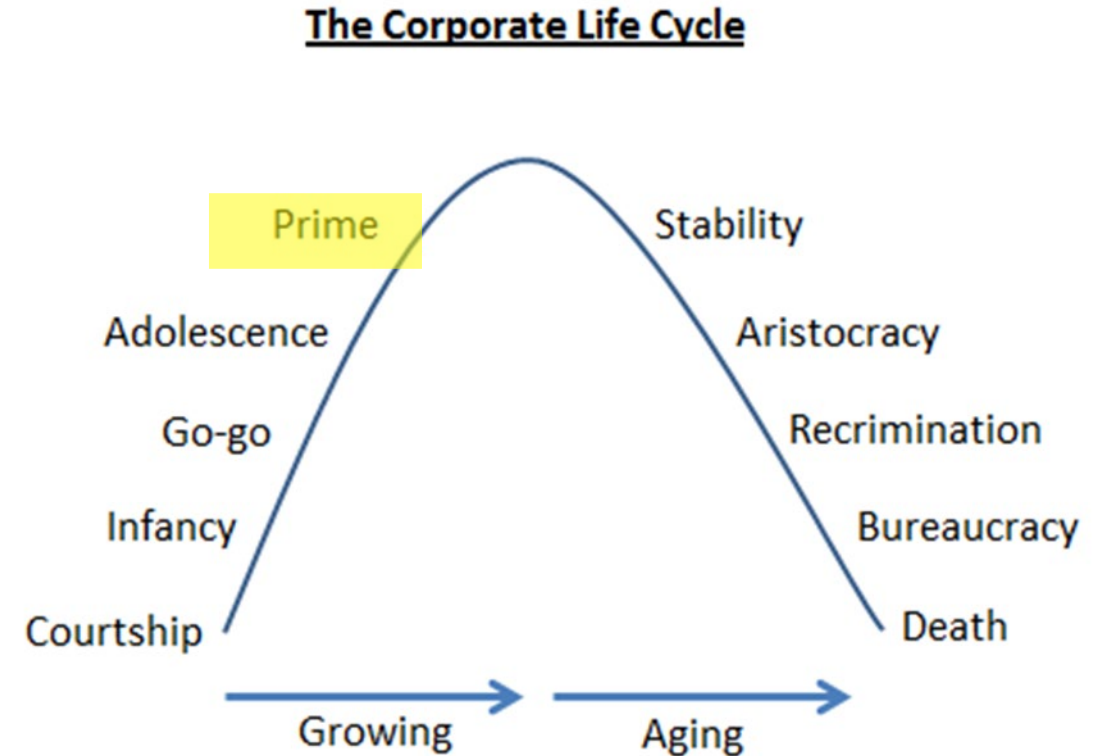 The Corporate Life Cycle
Prime
Stability
Adolescence
Aristocracy
Go-go
Recrimination
Infancy
Bureaucracy
Courtship
Death
Growing
Aging